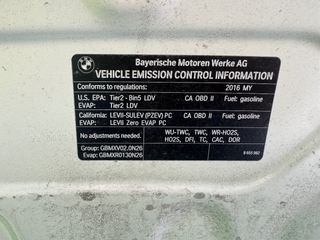 BMW
Bayerische Motoren Werke AG
VEHICLE EMISSION CONTROL INFORMATION
Conforms to regulations: 2016 MY
U.S. EPA: Tier2 - Bin5 LDV CA OBD II Fuel: gasoline
EVAP: Tier2 LDV
California: LEVII-SULEV (PZEV) PC CA OBD II Fuel: gasoline
EVAP: LEVII Zero EVAP PC
No adjustments needed. WU-TWC, TWC, WR-HO2S,
HO2S, DFI, TC, CAC, DOR
Group: GBMXV02.0N26
Evap: GBMXR0130N26